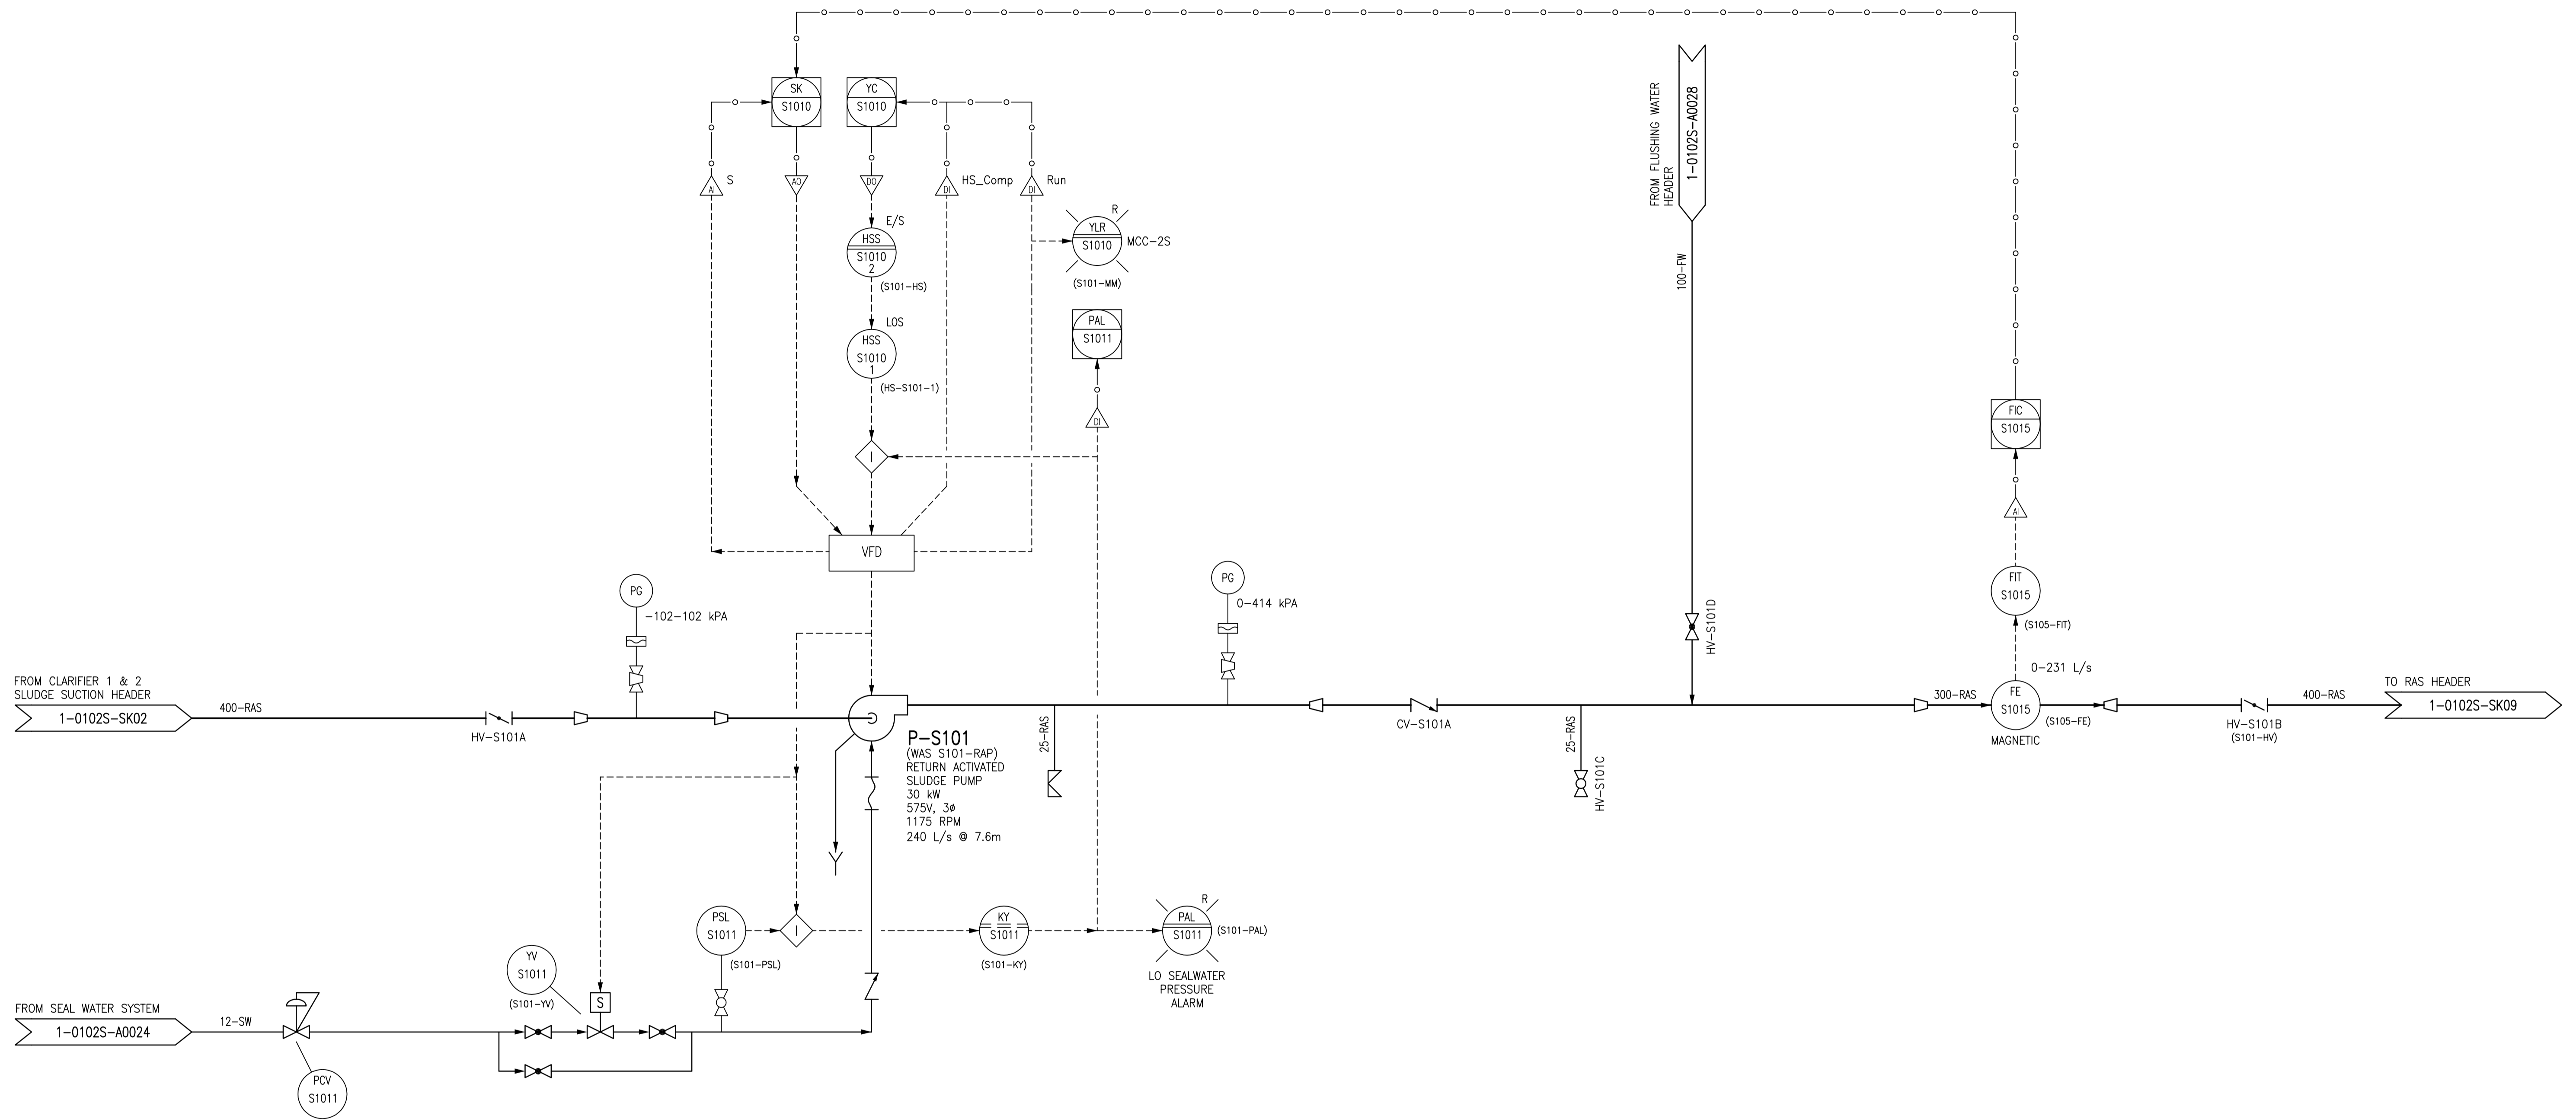 SK
S1010
YC
S1010
AI
S
AO
DO
DI
HS_Comp
DI
Run
E/S
HSS
S1010
2
(S101-HS)
R
YLR
S1010
MCC-2S
(S101-MM)
LOS
HSS
S1010
1
(HS-S101-1)
PAL
S1011
DI
I
VFD
FROM FLUSHING WATER
HEADER
1-0102S-A0028
100-FW
HV-S101D
FIC
S1015
AI
FIT
S1015
(S105-FIT)
0-231 L/s
PG
-102-102 kPA
PG
0-414 kPA
FROM CLARIFIER 1 & 2
SLUDGE SUCTION HEADER
1-0102S-SK02
400-RAS
HV-S101A
P-S101
(WAS S101-RAP)
RETURN ACTIVATED
SLUDGE PUMP
30 kW
575V, 3ø
1175 RPM
240 L/s @ 7.6m
25-RAS
CV-S101A
25-RAS
HV-S101C
300-RAS
FE
S1015
(S105-FE)
MAGNETIC
HV-S101B
(S101-HV)
400-RAS
TO RAS HEADER
1-0102S-SK09
PSL
S1011
(S101-PSL)
I
KY
S1011
(S101-KY)
R
PAL
S1011
(S101-PAL)
LO SEALWATER
PRESSURE
ALARM
YV
S1011
(S101-YV)
S
FROM SEAL WATER SYSTEM
1-0102S-A0024
12-SW
PCV
S1011